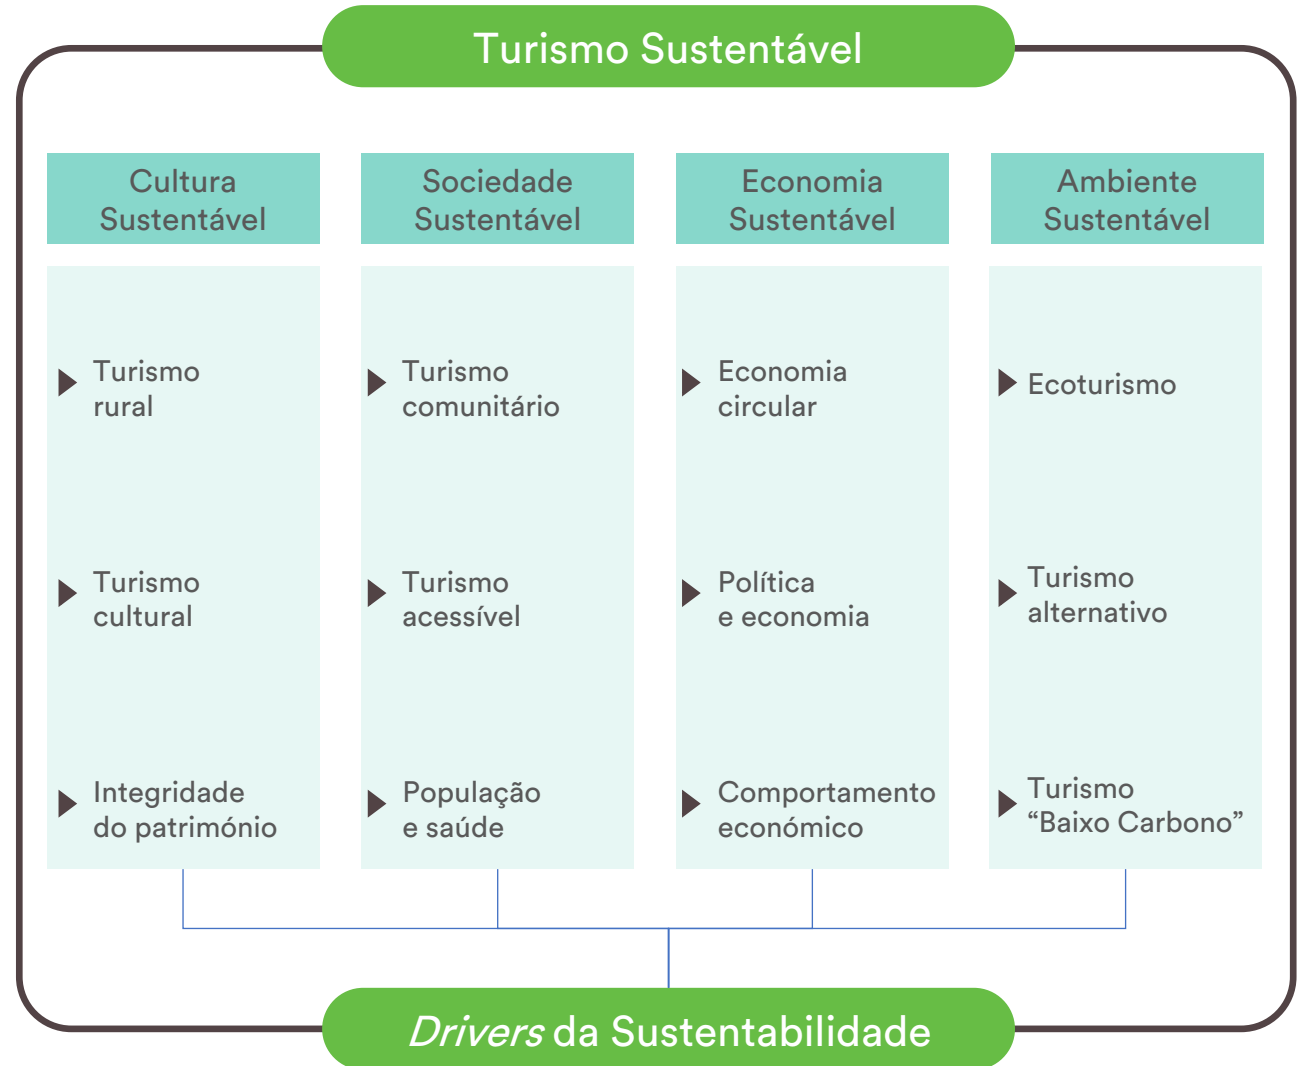 Turismo Sustentável
Cultura
Sustentável
Turismo
rural
Turismo
cultural
Integridade
do património
Sociedade
Sustentável
Turismo
comunitário
Turismo
acessível
População
e saúde
Economia
Sustentável
Economia
circular
Política
e economia
Comportamento
económico
Ambiente
Sustentável
Ecoturismo
Turismo
alternativo
Turismo
“Baixo Carbono”
Drivers da Sustentabilidade